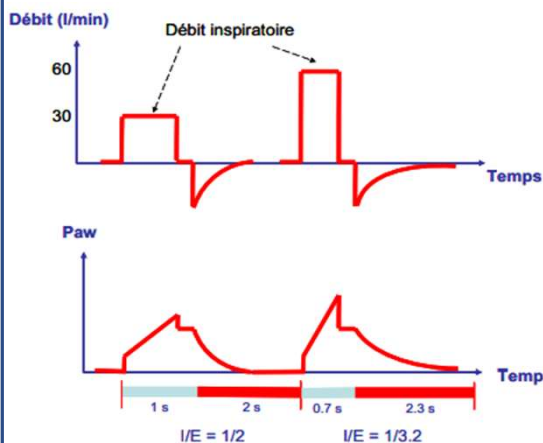 Débit (l/min)
Débit inspiratoire
60
30
Temps
Paw
Temp
1 s
2 s
0.7 s
2.3 s
I/E = 1/2
I/E = 1/3.2